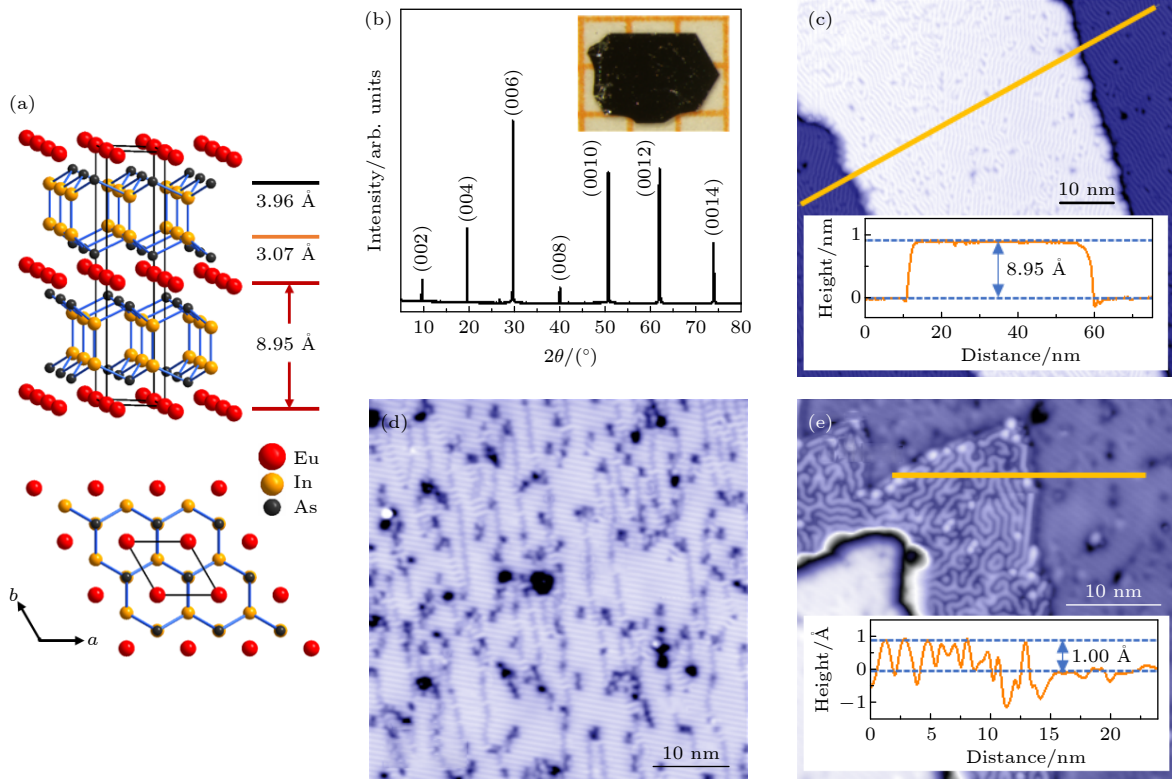 (a)
3.96 Å
3.07 Å
8.95 Å
Eu
In
As
b
a
(b)
Intensity/arb. units
(002)
(004)
(006)
(008)
(0010)
(0012)
(0014)
10 20 30 40 50 60 70 80
2θ/(°)
(c)
10 nm
Height/nm
1
0
8.95 Å
0 20 40 60
Distance/nm
(d)
10 nm
(e)
10 nm
Height/Å
1
0
−1
1.00 Å
0 5 10 15 20
Distance/nm